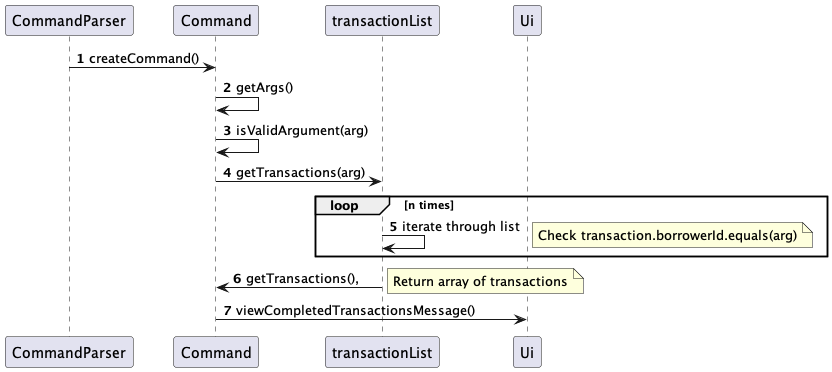 CommandParser Command transactionList Ui
1 createCommand()
2 getArgs()
3 isValidArgument(arg)
4 getTransactions(arg)
loop [n times]
5 iterate through list
Check transaction.borrowerId.equals(arg)
6 getTransactions(),
Return array of transactions
7 viewCompletedTransactionsMessage()
CommandParser Command transactionList Ui